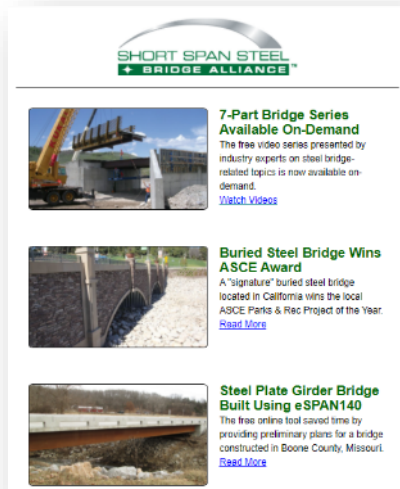 SHORT SPAN STEEL
BRIDGE ALLIANCE™
7-Part Bridge Series
Available On-Demand
The free video series presented by
industry experts on steel bridge-
related topics is now available on-
demand.
Watch Videos
Buried Steel Bridge Wins
ASCE Award
A "signature" buried steel bridge
located in California wins the local
ASCE Parks & Rec Project of the Year.
Read More
Steel Plate Girder Bridge
Built Using eSPAN140
The free online tool saved time by
providing preliminary plans for a bridge
constructed in Boone County, Missouri.
Read More